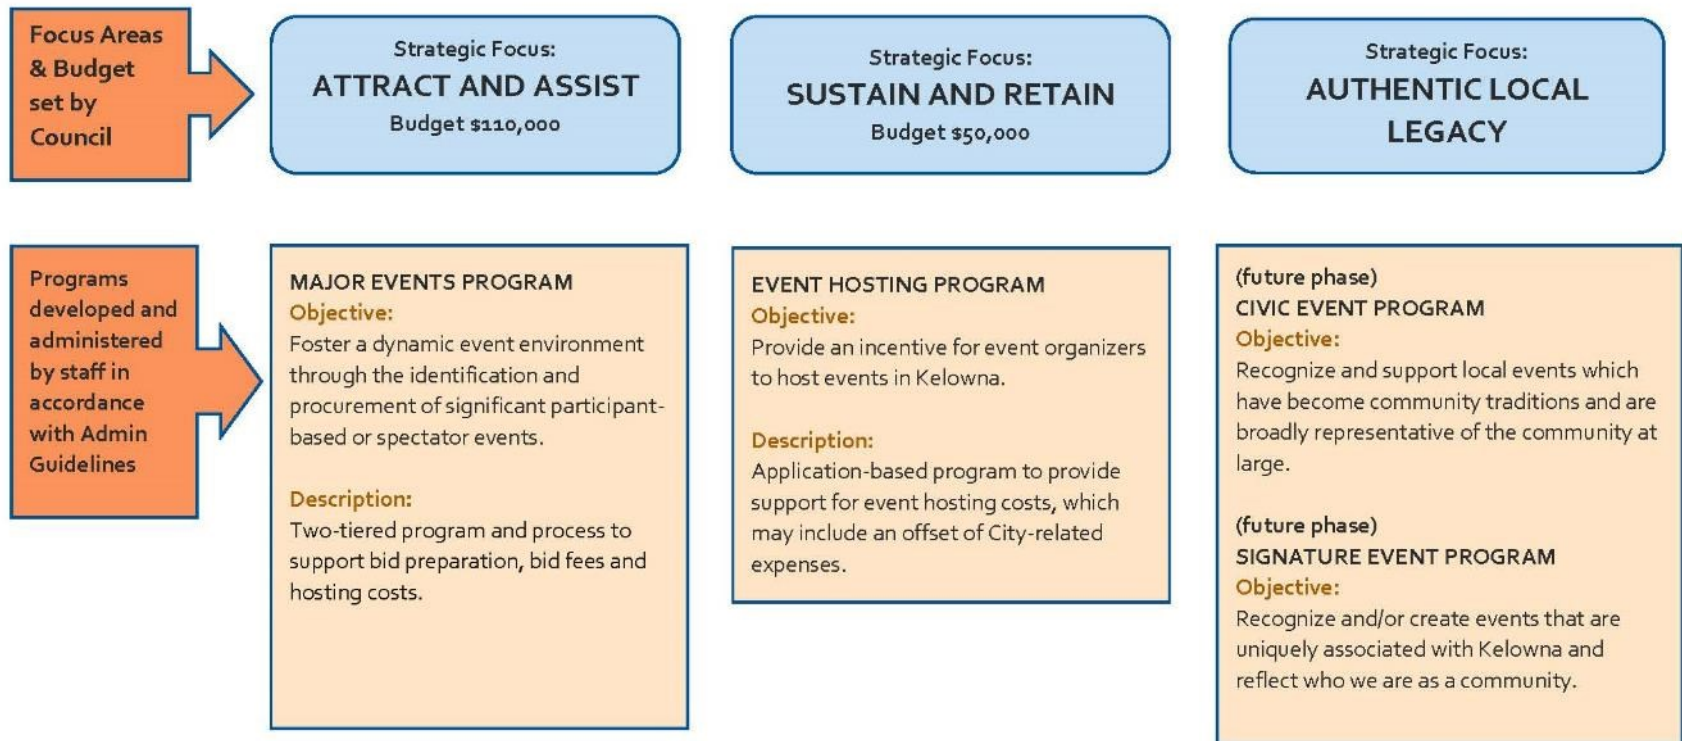 Focus Areas
& Budget
set by
Council
Strategic Focus:
ATTRACT AND ASSIST
Budget $110,000
Strategic Focus:
SUSTAIN AND RETAIN
Budget $50,000
Strategic Focus:
AUTHENTIC LOCAL
LEGACY
Programs
developed and
administered
by staff in
accordance
with Admin
Guidelines
MAJOR EVENTS PROGRAM
Objective:
Foster a dynamic event environment
through the identification and
procurement of significant participant-
based or spectator events.
Description:
Two-tiered program and process to
support bid preparation, bid fees and
hosting costs.
EVENT HOSTING PROGRAM
Objective:
Provide an incentive for event organizers
to host events in Kelowna.
Description:
Application-based program to provide
support for event hosting costs, which
may include an offset of City-related
expenses.
(future phase)
CIVIC EVENT PROGRAM
Objective:
Recognize and support local events which
have become community traditions and are
broadly representative of the community at
large.
(future phase)
SIGNATURE EVENT PROGRAM
Objective:
Recognize and/or create events that are
uniquely associated with Kelowna and
reflect who we are as a community.